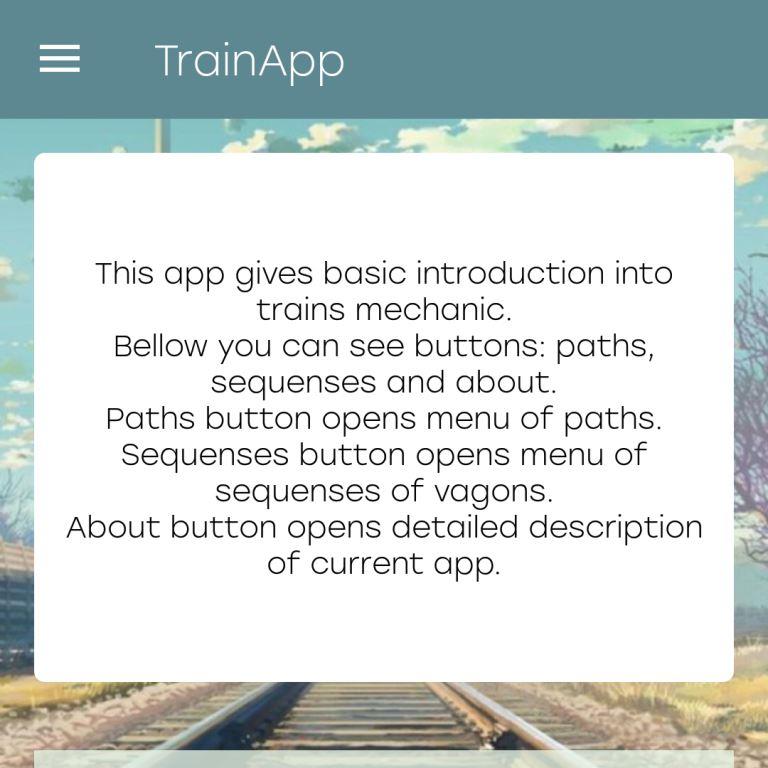 TrainApp
This app gives basic introduction into
trains mechanic.
Bellow you can see buttons: paths,
sequenses and about.
Paths button opens menu of paths.
Sequenses button opens menu of
sequenses of vagons.
About button opens detailed description
of current app.